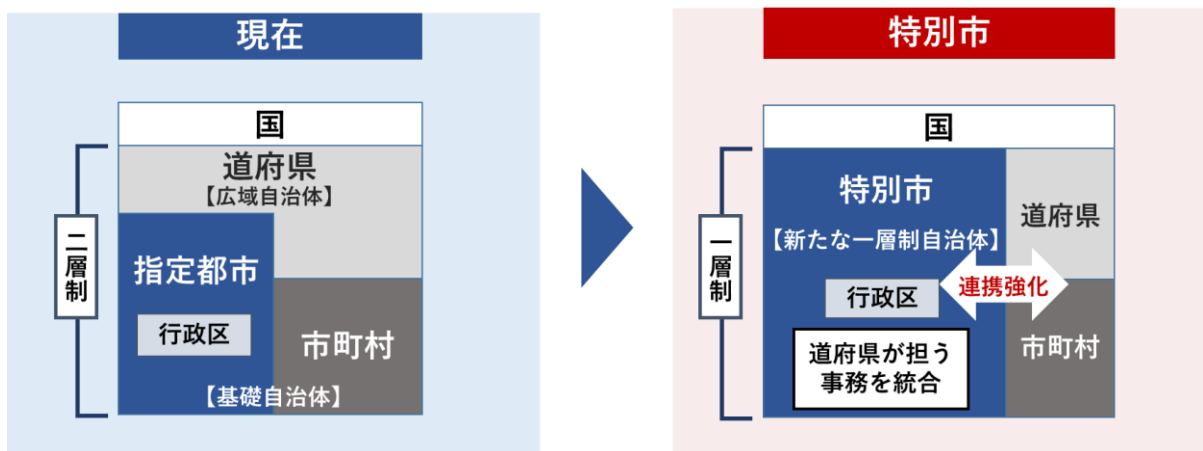 現在
国
道府県
【広域自治体】
二層制
指定都市
行政区
市町村
【基礎自治体】
特別市
国
特別市
【新たな一層制自治体】
道府県
一層制
連携強化
行政区
道府県が担う
事務を統合
市町村